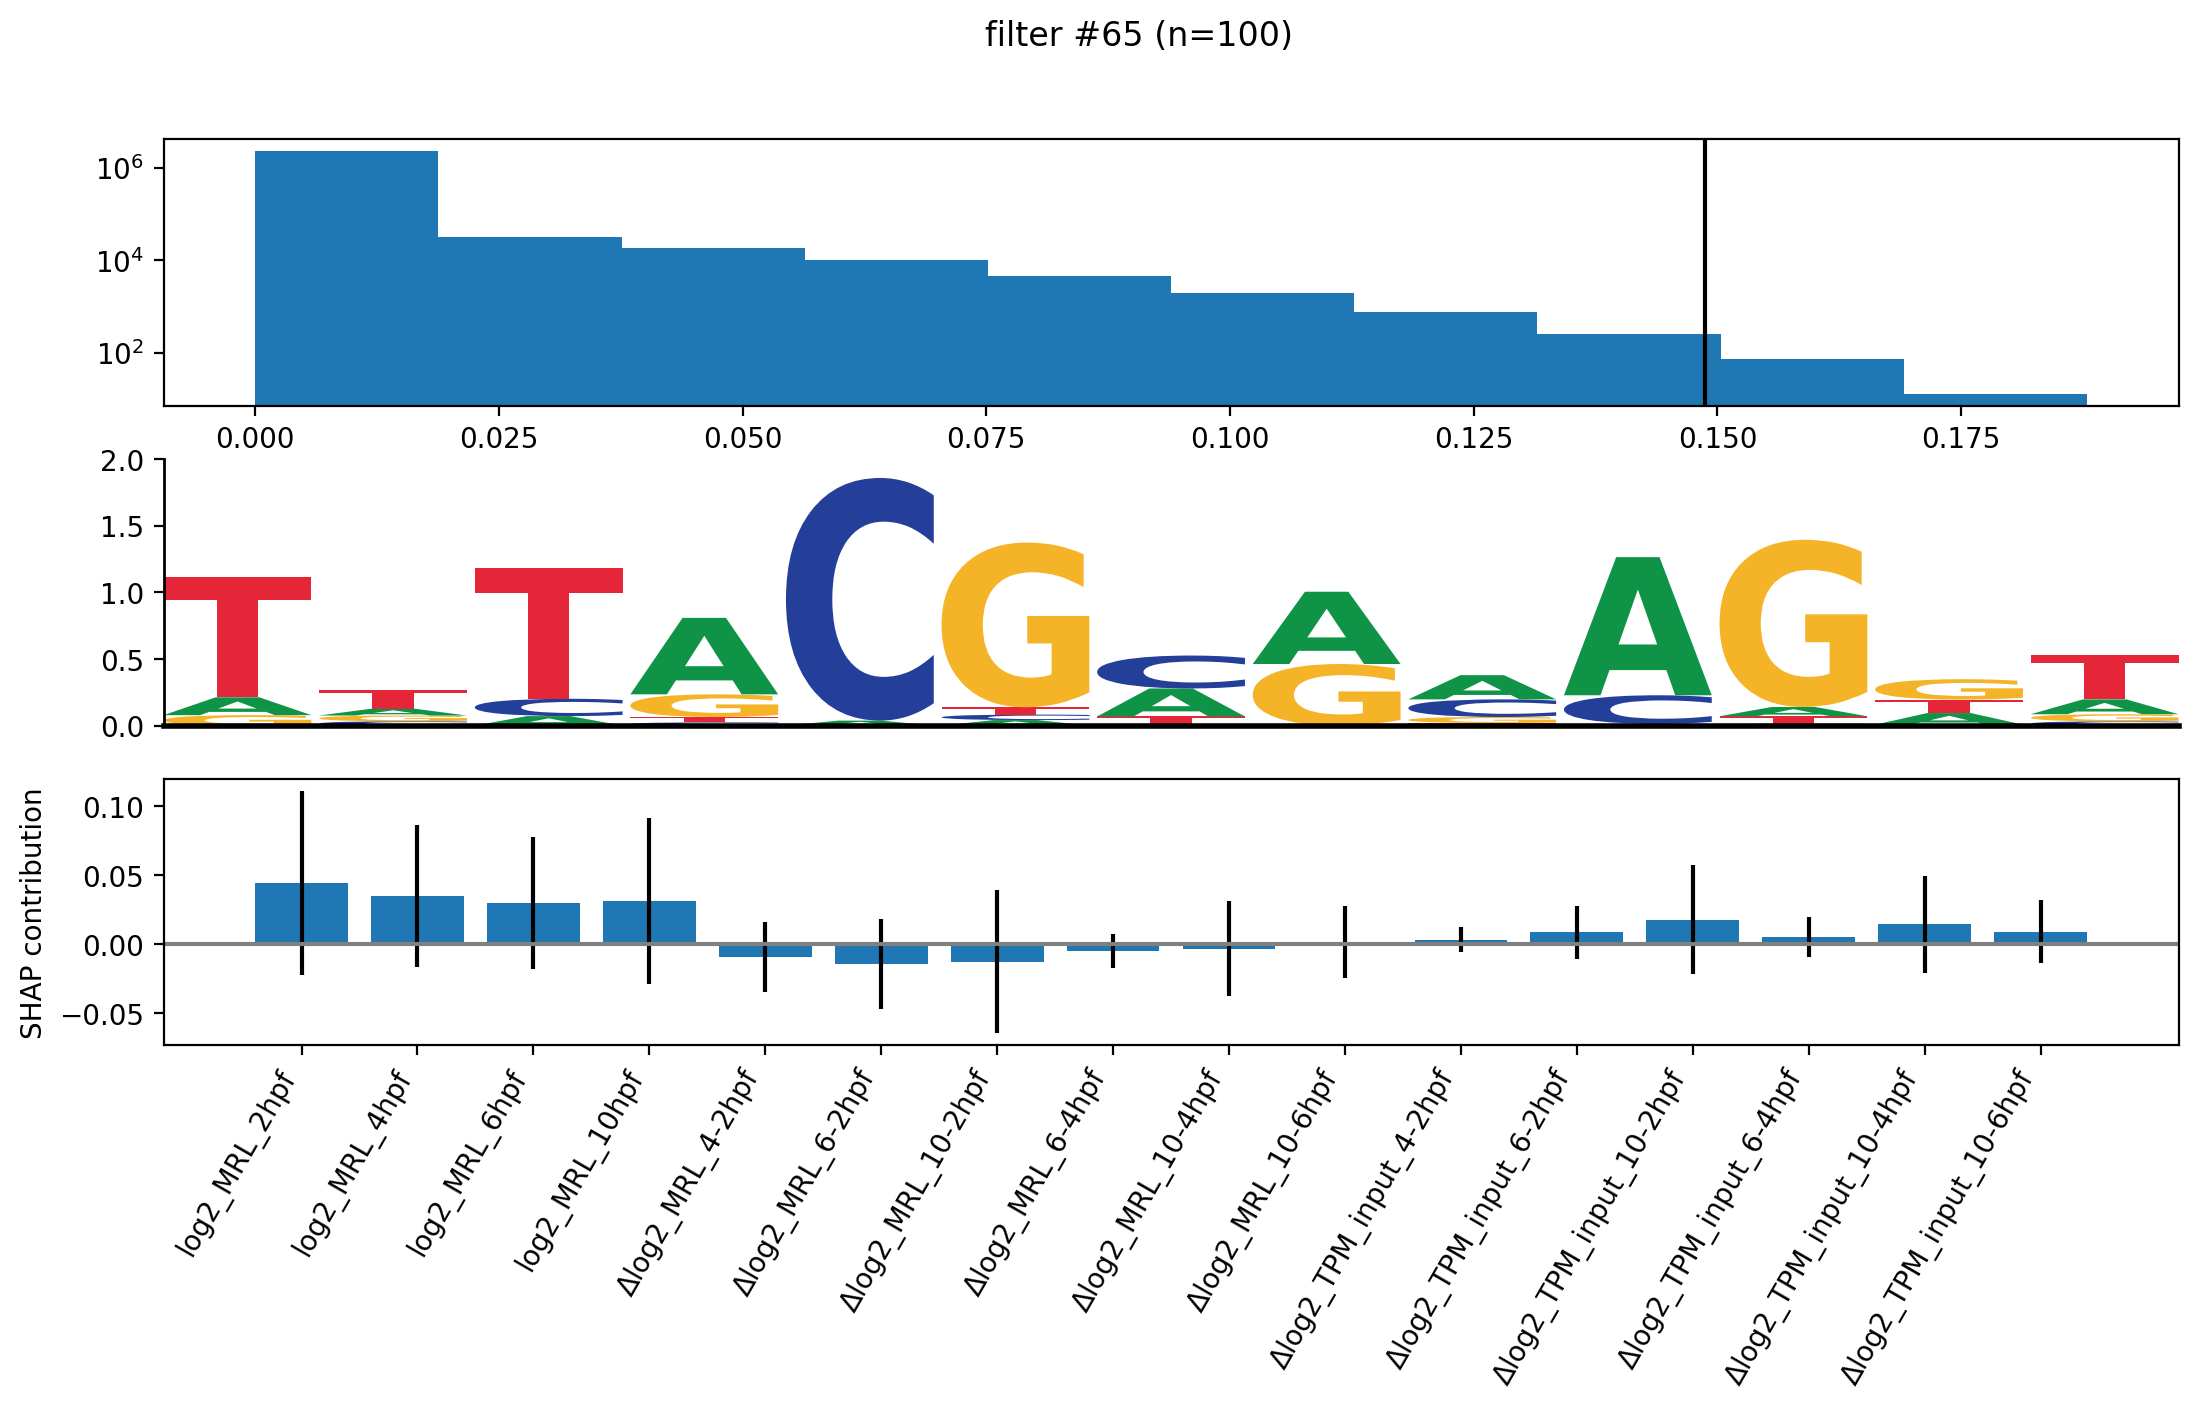 filter #65 (n=100)
10^6
10^4
10^2
0.000 0.025 0.050 0.075 0.100 0.125 0.150 0.175
2.0
1.5
1.0
0.5
0.0
T T T A C G C A A A G G T
SHAP contribution
0.10
0.05
0.00
−0.05
log2_MRL_2hpf
log2_MRL_4hpf
log2_MRL_6hpf
log2_MRL_10hpf
Δlog2_MRL_4-2hpf
Δlog2_MRL_6-2hpf
Δlog2_MRL_10-2hpf
Δlog2_MRL_6-4hpf
Δlog2_MRL_10-4hpf
Δlog2_MRL_10-6hpf
Δlog2_TPM_input_4-2hpf
Δlog2_TPM_input_6-2hpf
Δlog2_TPM_input_10-2hpf
Δlog2_TPM_input_6-4hpf
Δlog2_TPM_input_10-4hpf
Δlog2_TPM_input_10-6hpf